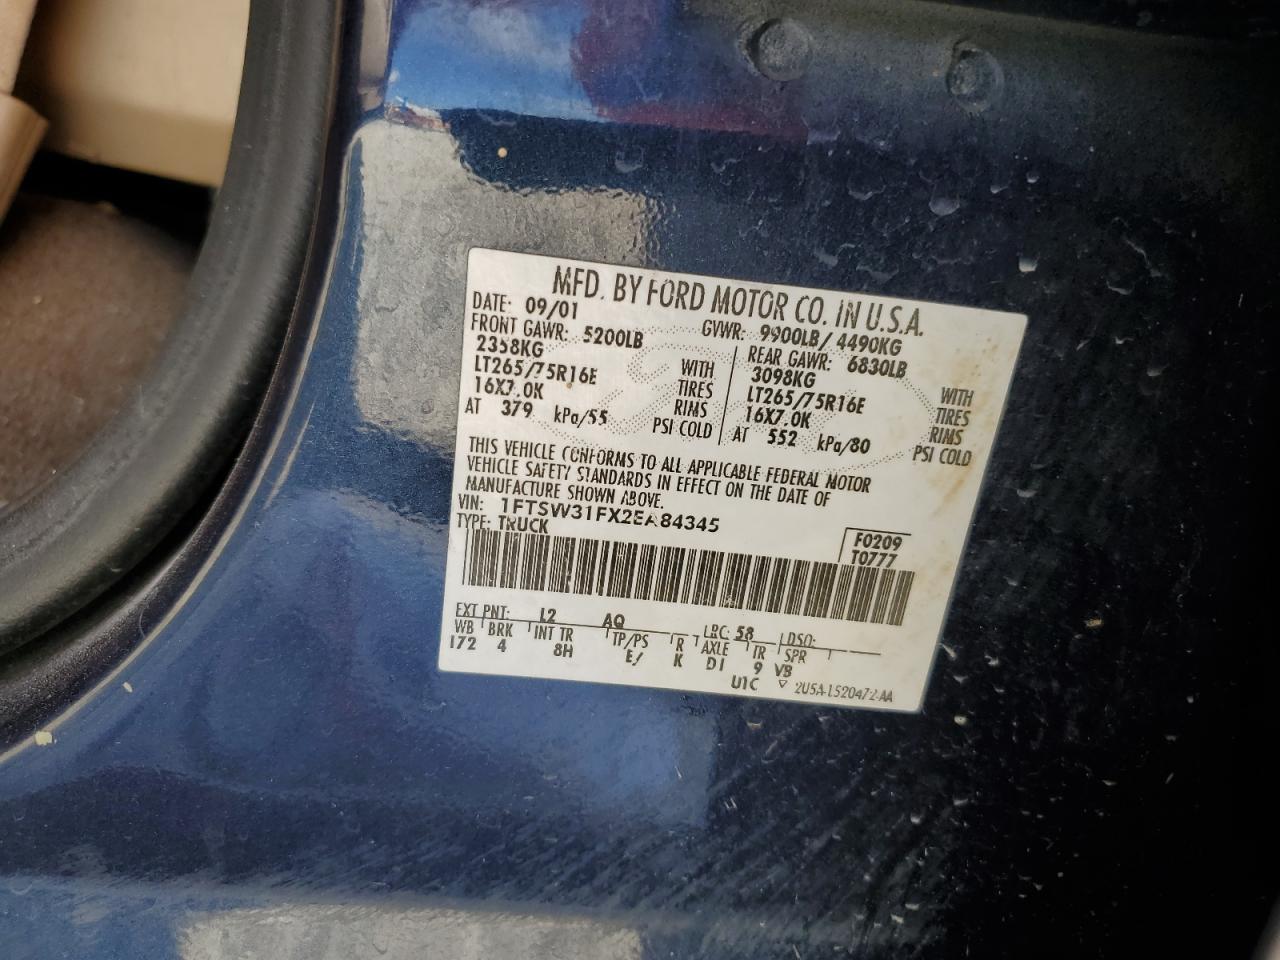 MFD. BY FORD MOTOR CO. IN U.S.A.
DATE: 09/01 GVWR: 9900LB/ 4490KG
FRONT GAWR: 5200LB REAR GAWR: 6830LB
2358KG WITH 3098KG WITH
LT265/75R16E TIRES LT265/75R16E TIRES
16X7.0K RIMS 16X7.0K RIMS
AT 379 kPa/55 PSI COLD AT 552 kPa/80 PSI COLD
THIS VEHICLE CONFORMS TO ALL APPLICABLE FEDERAL MOTOR
VEHICLE SAFETY STANDARDS IN EFFECT ON THE DATE OF
MANUFACTURE SHOWN ABOVE.
VIN: 1FTSW31FX2EA84345
TYPE: TRUCK
F0209
T0777
EXT PNT: L2 AQ LRC: 58 DSO:
WB BRK INT TR TP/PS R AXLE TR SPR
172 4 8H E/ K D1 9 VB
U1C ▽ 2U5A-1520472-AA